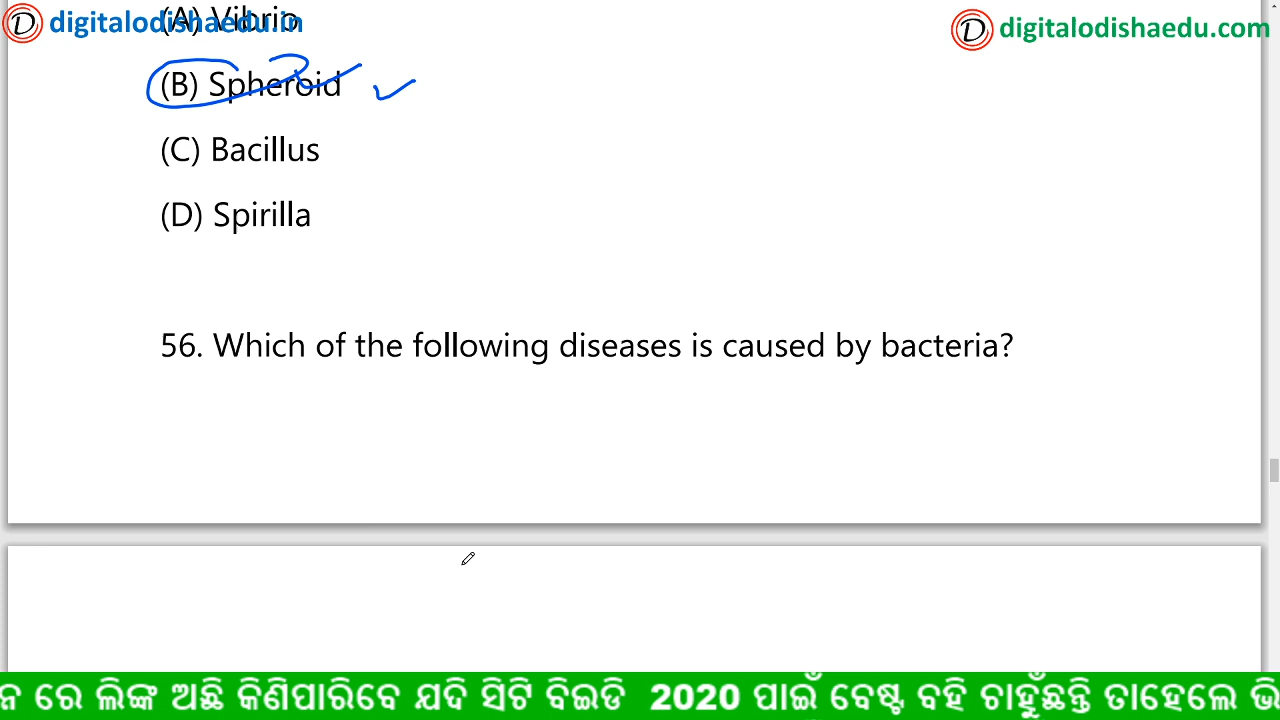 digitalodishaedu.in
(A) Vibrio
digitalodishaedu.com
(B) Spheroid
(C) Bacillus
(D) Spirilla
56. Which of the following diseases is caused by bacteria?
ନ ରେ ଲିଙ୍କ ଅଛି କିଣିପାରିବେ ଯଦି ସିଟି ବିଇଡି 2020 ପାଇଁ ବେଷ୍ଟ ବହି ଚାହୁଁଛନ୍ତି ତାହେଲେ ଭି